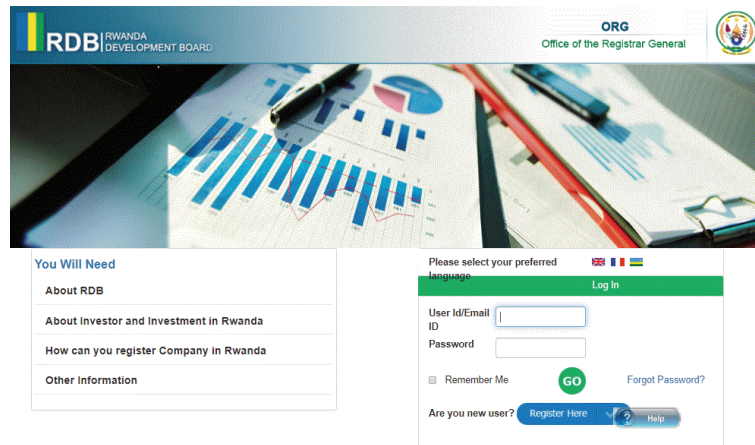 RDB RWANDA
DEVELOPMENT BOARD
ORG
Office of the Registrar General
You Will Need
About RDB
About Investor and Investment in Rwanda
How can you register Company in Rwanda
Other Information
Please select your preferred
language
Log In
User Id/Email
ID
Password
Remember Me
GO
Forgot Password?
Are you new user?
Register Here
? Help